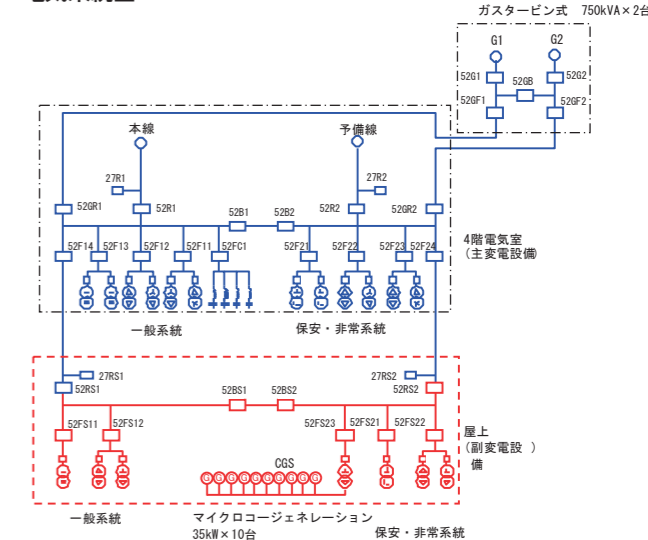 ガスタービン式 750kVA×2台
G1 G2
52G1 52GB 52G2
52GF1 52GF2
本線 予備線
27R1 27R2
52GR1 52R1 52B1 52B2 52R2 52GR2
52F14 52F13 52F12 52F11 52FC1 52F21 52F22 52F23 52F24
4階電気室
(主変電設備)
一般系統 保安・非常系統
27RS1 27RS2
52RS1 52BS1 52BS2 52RS2
52FS11 52FS12 52FS23 52FS21 52FS22
屋上
(副変電設 )
備
CGS
G G G G G G G G G G
一般系統 マイクロコージェネレーション
35kW×10台 保安・非常系統